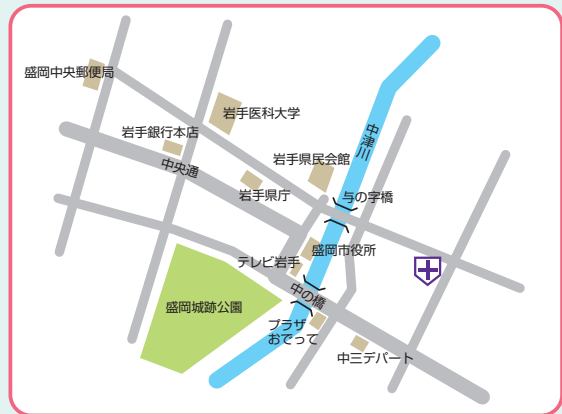 盛岡中央郵便局
岩手医科大学
岩手銀行本店
中央通
中津川
岩手県民会館
岩手県庁
与の字橋
盛岡市役所
テレビ岩手
中の橋
盛岡城跡公園
プラザ
おでって
中三デパート